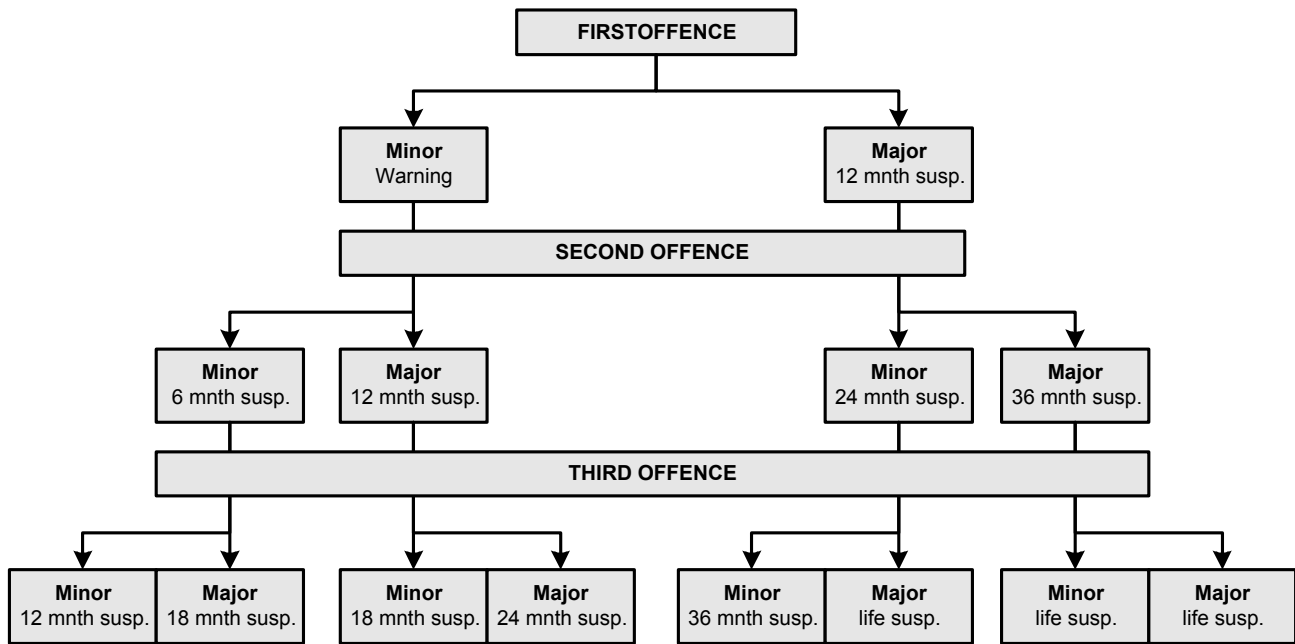 FIRSTOFFENCE
Minor
Warning
Major
12 mnth susp.
SECOND OFFENCE
Minor
6 mnth susp.
Major
12 mnth susp.
Minor
24 mnth susp.
Major
36 mnth susp.
THIRD OFFENCE
Minor
12 mnth susp.
Major
18 mnth susp.
Minor
18 mnth susp.
Major
24 mnth susp.
Minor
36 mnth susp.
Major
life susp.
Minor
life susp.
Major
life susp.